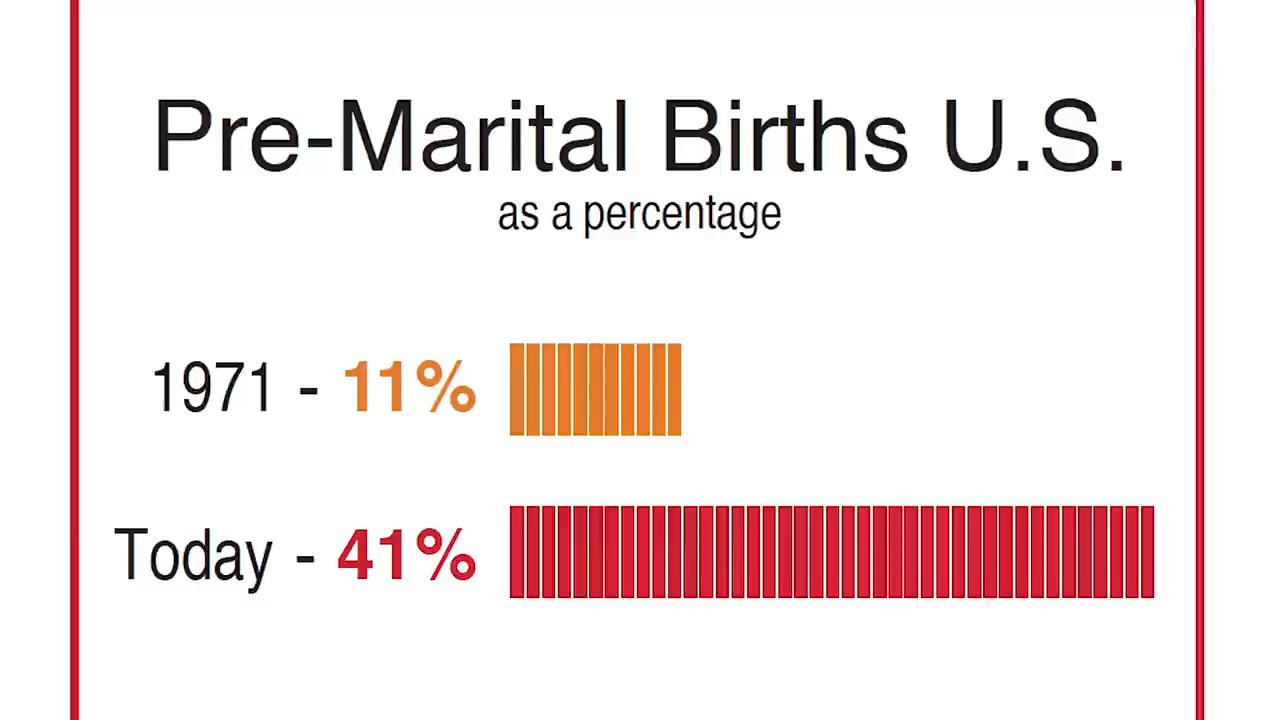 Pre-Marital Births U.S.
as a percentage
1971 - 11%
Today - 41%